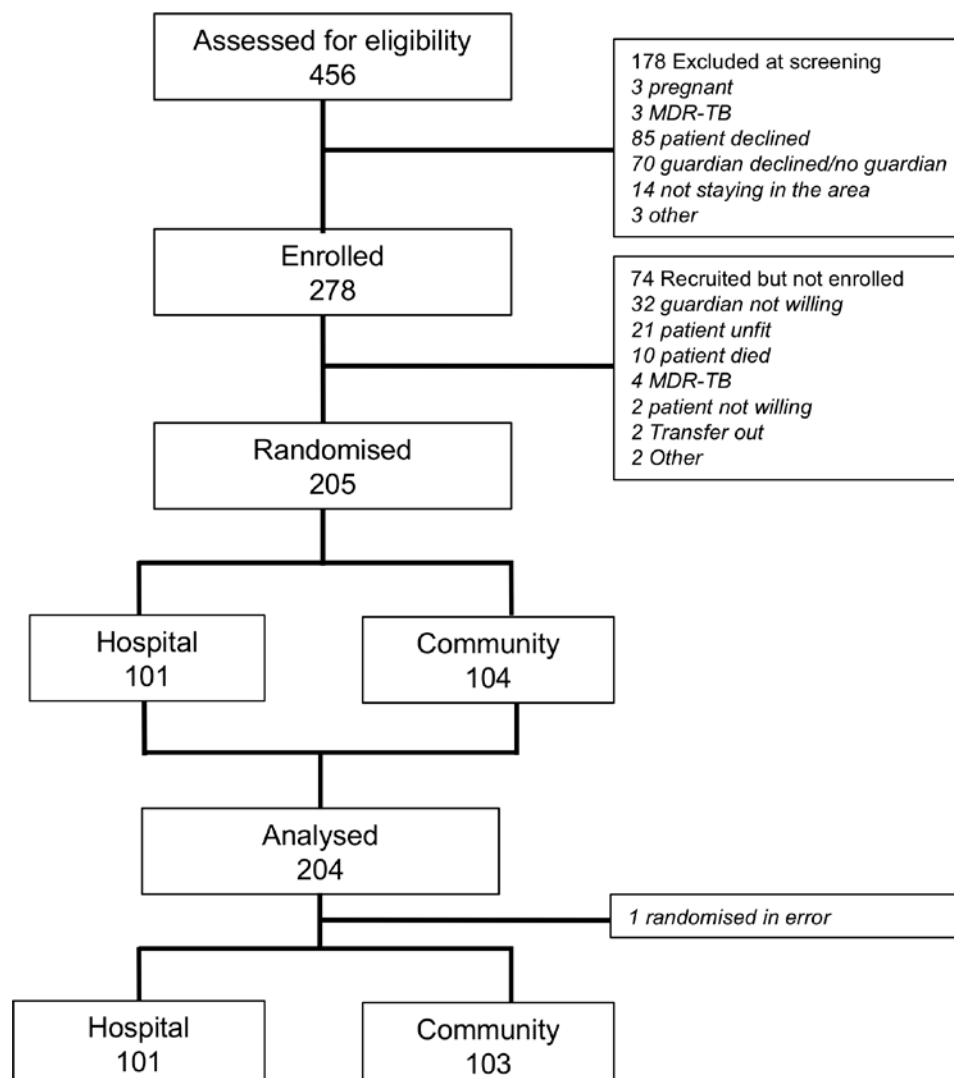 Assessed for eligibility
456
178 Excluded at screening
3 pregnant
3 MDR-TB
85 patient declined
70 guardian declined/no guardian
14 not staying in the area
3 other
Enrolled
278
74 Recruited but not enrolled
32 guardian not willing
21 patient unfit
10 patient died
4 MDR-TB
2 patient not willing
2 Transfer out
2 Other
Randomised
205
Hospital
101
Community
104
Analysed
204
1 randomised in error
Hospital
101
Community
103